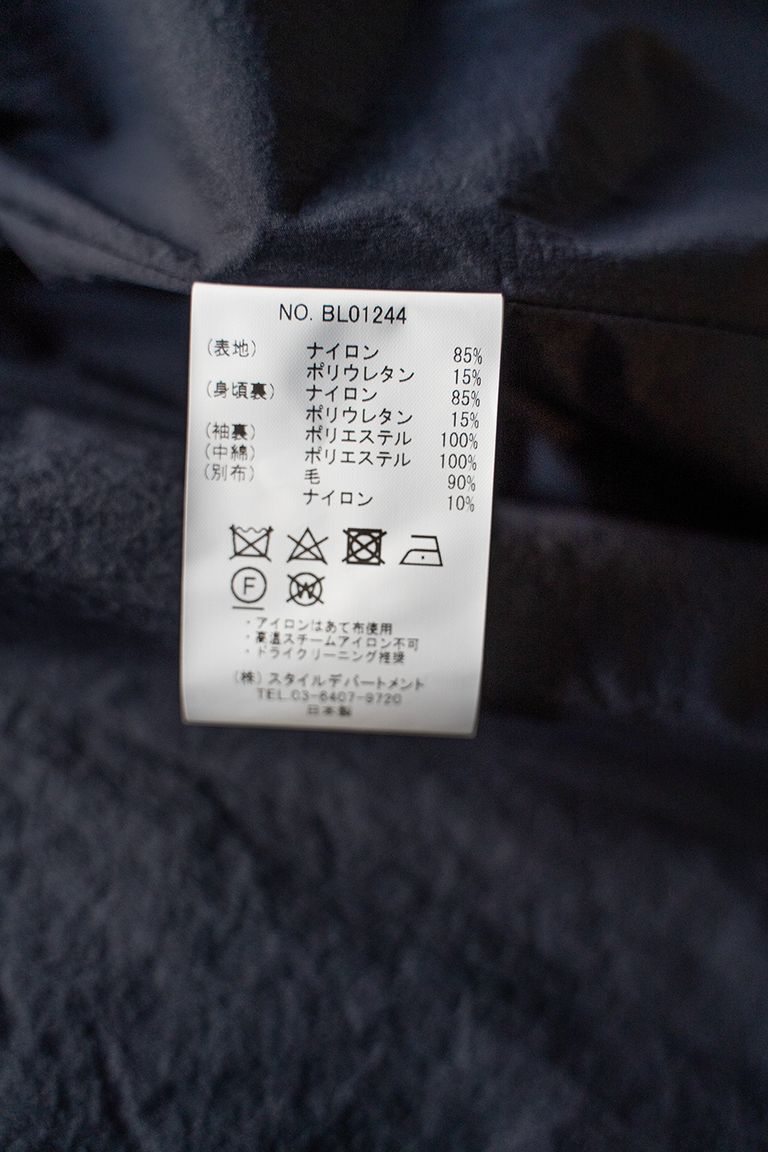 NO. BL01244
(表地) ナイロン 85%
ポリウレタン 15%
(身頃裏) ナイロン 85%
ポリウレタン 15%
(袖裏) ポリエステル 100%
(中綿) ポリエステル 100%
(別布) 毛 90%
ナイロン 10%
F
W
・アイロンはあて布使用
・高温スチームアイロン不可
・ドライクリーニング推奨
(株)スタイルデパートメント
TEL.03-6407-9720
日本製